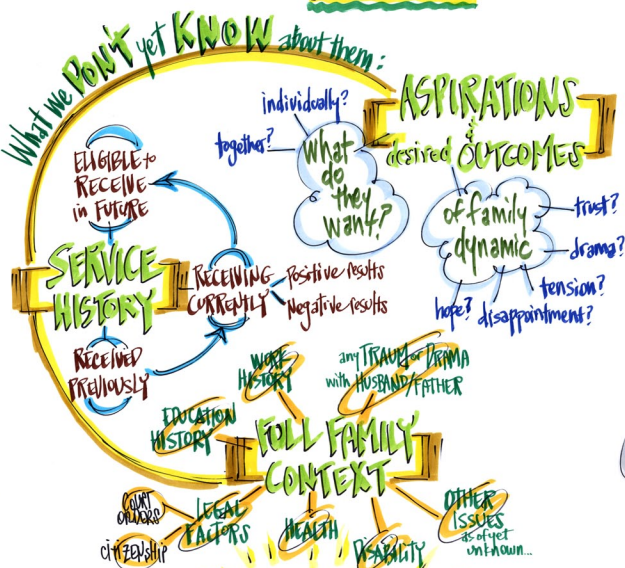 What we DON'T yet KNOW about them:
ASPIRATIONS
&
desired OUTCOMES
individually?
together?
What
do
they
want?
of family
dynamic
trust?
drama?
tension?
disappointment?
hope?
ELIGIBLE to
RECEIVE
in FUTURE
SERVICE
HISTORY
RECEIVING
CURRENTLY
positive results
Negative results
RECEIVED
PREVIOUSLY
WORK
HISTORY
any TRAUMA or DRAMA
with HUSBAND/FATHER
EDUCATION
HISTORY
FULL FAMILY
CONTEXT
COURT
ORDERS
CITIZENSHIP
LEGAL
FACTORS
HEALTH
DISABILITY
OTHER
ISSUES
as of yet
unknown...